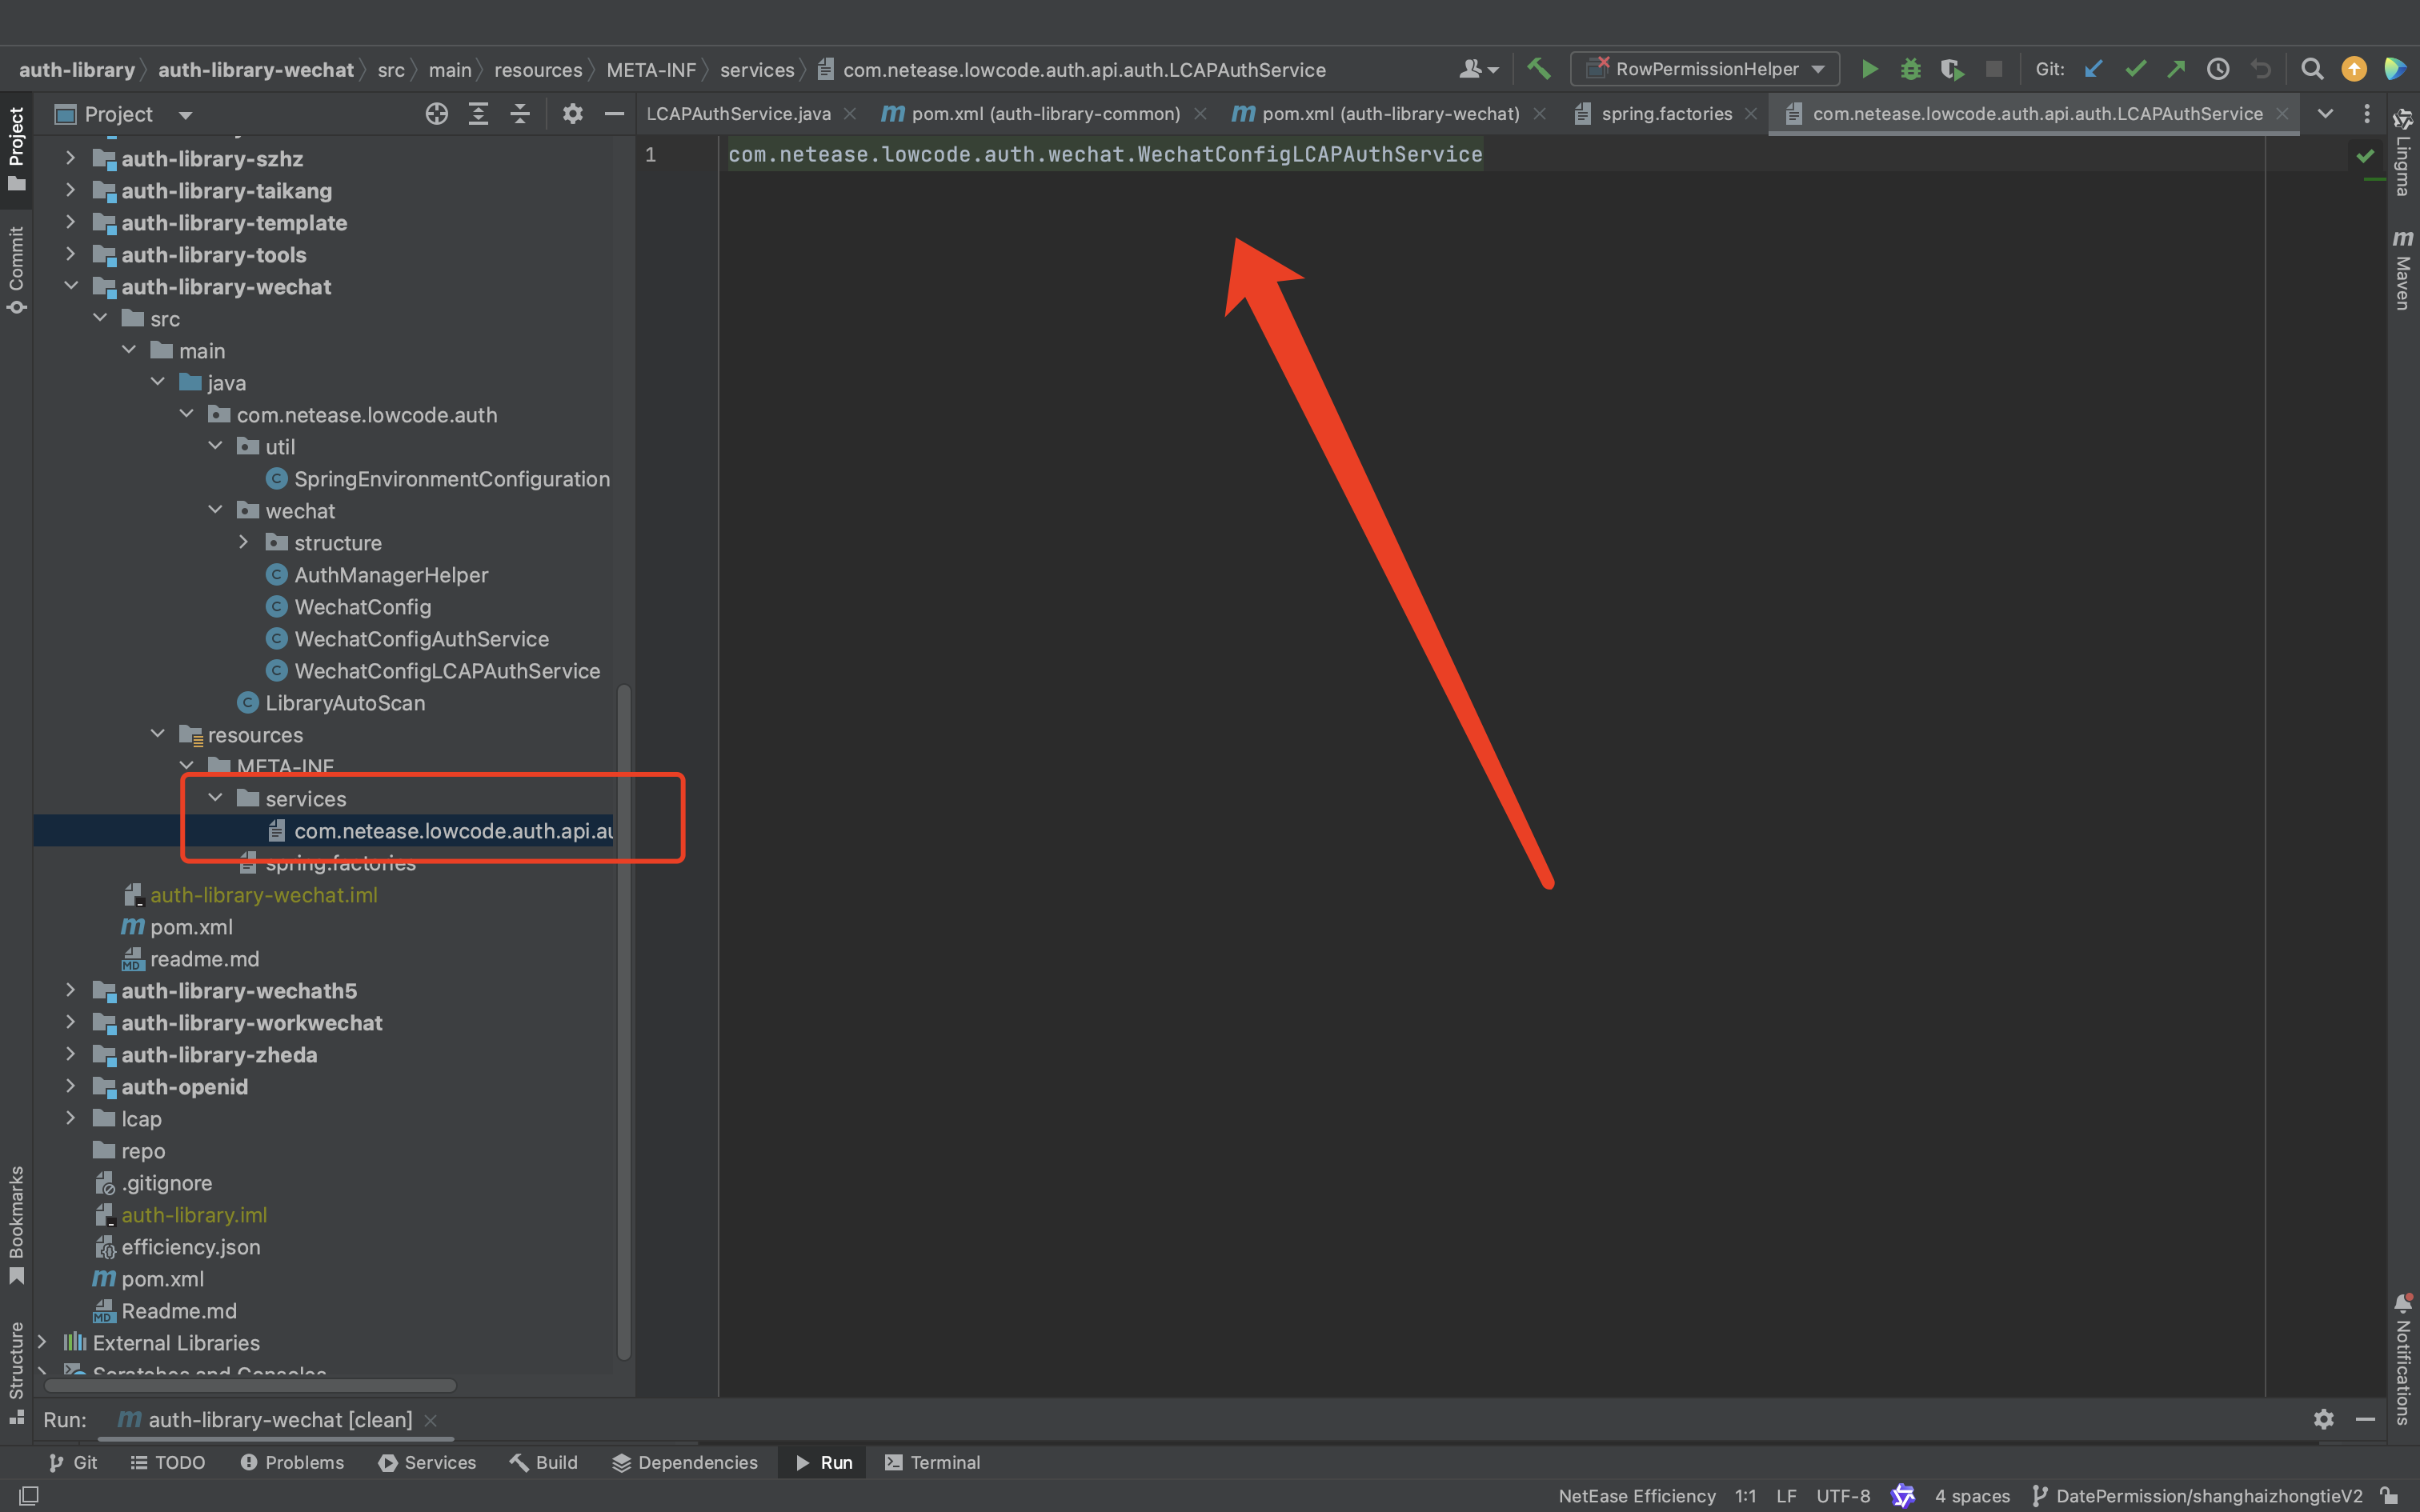 auth-library auth-library-wechat src main resources META-INF services com.netease.lowcode.auth.api.auth.LCAPAuthService RowPermissionHelper Git:
Project
LCAPAuthService.java pom.xml (auth-library-common) pom.xml (auth-library-wechat) spring.factories com.netease.lowcode.auth.api.auth.LCAPAuthService
Project
Commit
Bookmarks
Structure
auth-library-szhz
auth-library-taikang
auth-library-template
auth-library-tools
auth-library-wechat
src
main
java
com.netease.lowcode.auth
util
SpringEnvironmentConfiguration
wechat
structure
AuthManagerHelper
WechatConfig
WechatConfigAuthService
WechatConfigLCAPAuthService
LibraryAutoScan
resources
META-INF
services
com.netease.lowcode.auth.api.au
spring.factories
auth-library-wechat.iml
pom.xml
readme.md
auth-library-wechath5
auth-library-workwechat
auth-library-zheda
auth-openid
lcap
repo
.gitignore
auth-library.iml
efficiency.json
pom.xml
Readme.md
External Libraries
Scratches and Consoles
1 com.netease.lowcode.auth.wechat.WechatConfigLCAPAuthService
Lingma
Maven
Notifications
Run: auth-library-wechat [clean]
Git TODO Problems Services Build Dependencies Run Terminal
NetEase Efficiency 1:1 LF UTF-8 4 spaces DatePermission/shanghaizhongtieV2